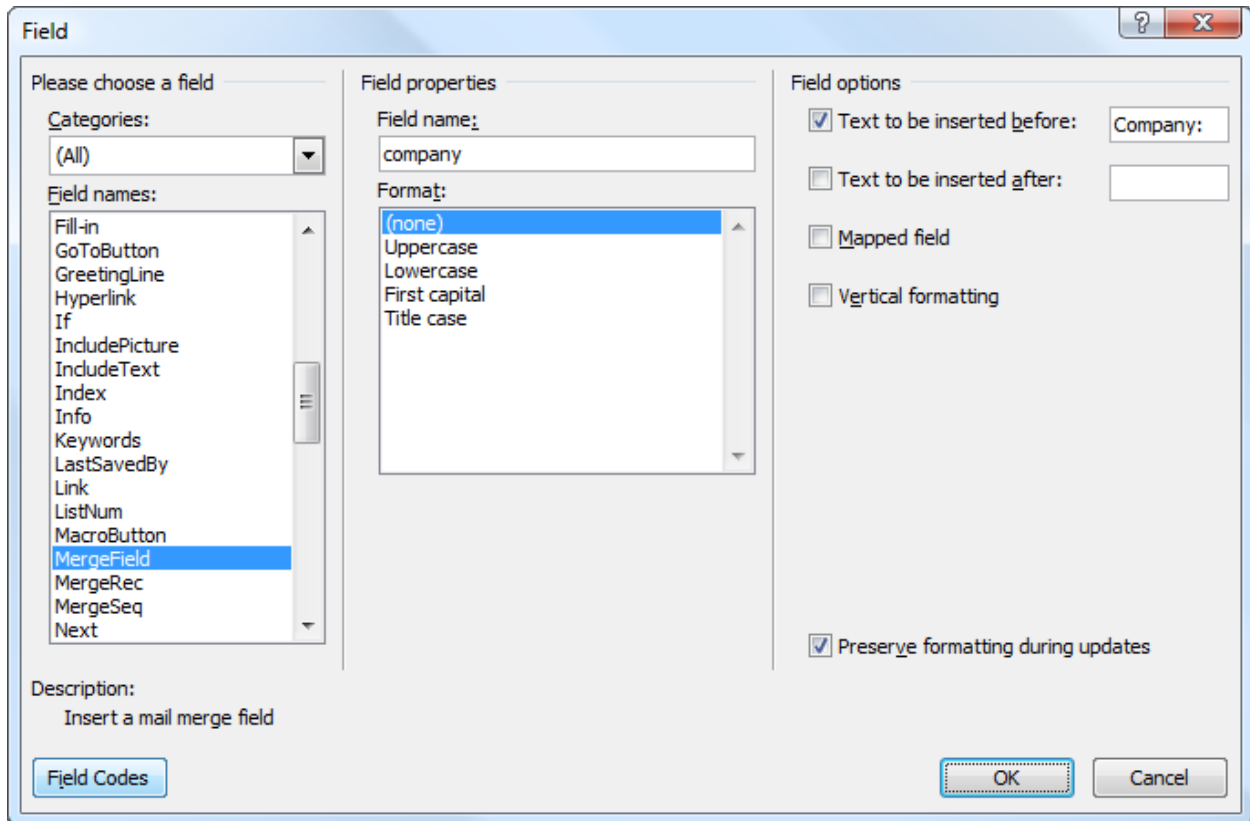 Field
Please choose a field
Categories:
(All)
Field names:
Fill-in
GoToButton
GreetingLine
Hyperlink
If
IncludePicture
IncludeText
Index
Info
Keywords
LastSavedBy
Link
ListNum
MacroButton
MergeField
MergeRec
MergeSeq
Next
Field properties
Field name:
company
Format:
(none)
Uppercase
Lowercase
First capital
Title case
Field options
Text to be inserted before:
Company:
Text to be inserted after:
Mapped field
Vertical formatting
Preserve formatting during updates
Description:
Insert a mail merge field
Field Codes
OK
Cancel